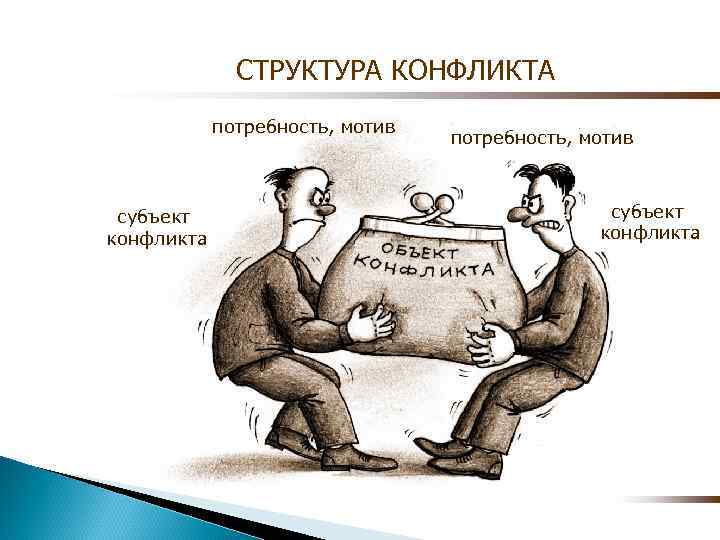 СТРУКТУРА КОНФЛИКТА
потребность, мотив
потребность, мотив
субъект
конфликта
субъект
конфликта
ОБЪЕКТ
КОНФЛИКТА